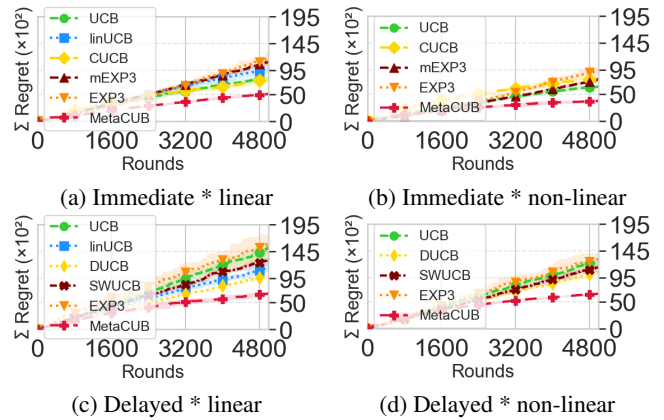 Σ Regret (×10²)
UCB
linUCB
CUCB
mEXP3
EXP3
MetaCUB
195
145
95
50
0
0 1600 3200 4800
Rounds
(a) Immediate * linear
Σ Regret (×10²)
UCB
CUCB
mEXP3
EXP3
MetaCUB
195
145
95
50
0
0 1600 3200 4800
Rounds
(b) Immediate * non-linear
Σ Regret (×10²)
UCB
linUCB
DUCB
SWUCB
EXP3
MetaCUB
195
145
95
50
0
0 1600 3200 4800
Rounds
(c) Delayed * linear
Σ Regret (×10²)
UCB
DUCB
SWUCB
EXP3
MetaCUB
195
145
95
50
0
0 1600 3200 4800
Rounds
(d) Delayed * non-linear